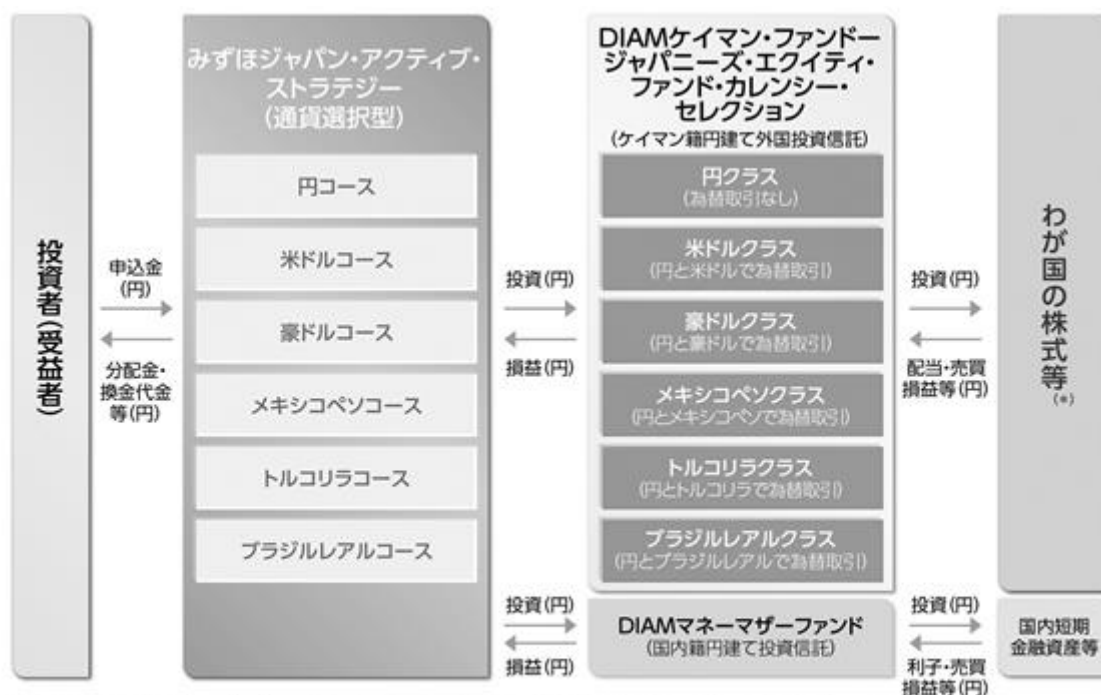 投資者(受益者)
申込金
(円)
分配金・
換金代金
等(円)
みずほジャパン・アクティブ・
ストラテジー
(通貨選択型)
円コース
米ドルコース
豪ドルコース
メキシコペソコース
トルコリラコース
ブラジルレアルコース
投資(円)
損益(円)
投資(円)
損益(円)
DIAMケイマン・ファンドー
ジャパニーズ・エクイティ・
ファンド・カレンシー・
セレクション
(ケイマン籍円建て外国投資信託)
円クラス
(為替取引なし)
米ドルクラス
(円と米ドルで為替取引)
豪ドルクラス
(円と豪ドルで為替取引)
メキシコペソクラス
(円とメキシコペソで為替取引)
トルコリラクラス
(円とトルコリラで為替取引)
ブラジルレアルクラス
(円とブラジルレアルで為替取引)
DIAMマネーマザーファンド
(国内籍円建て投資信託)
投資(円)
配当・売買
損益等(円)
投資(円)
利子・売買
損益等(円)
わが国の株式等
(*)
国内短期
金融資産等